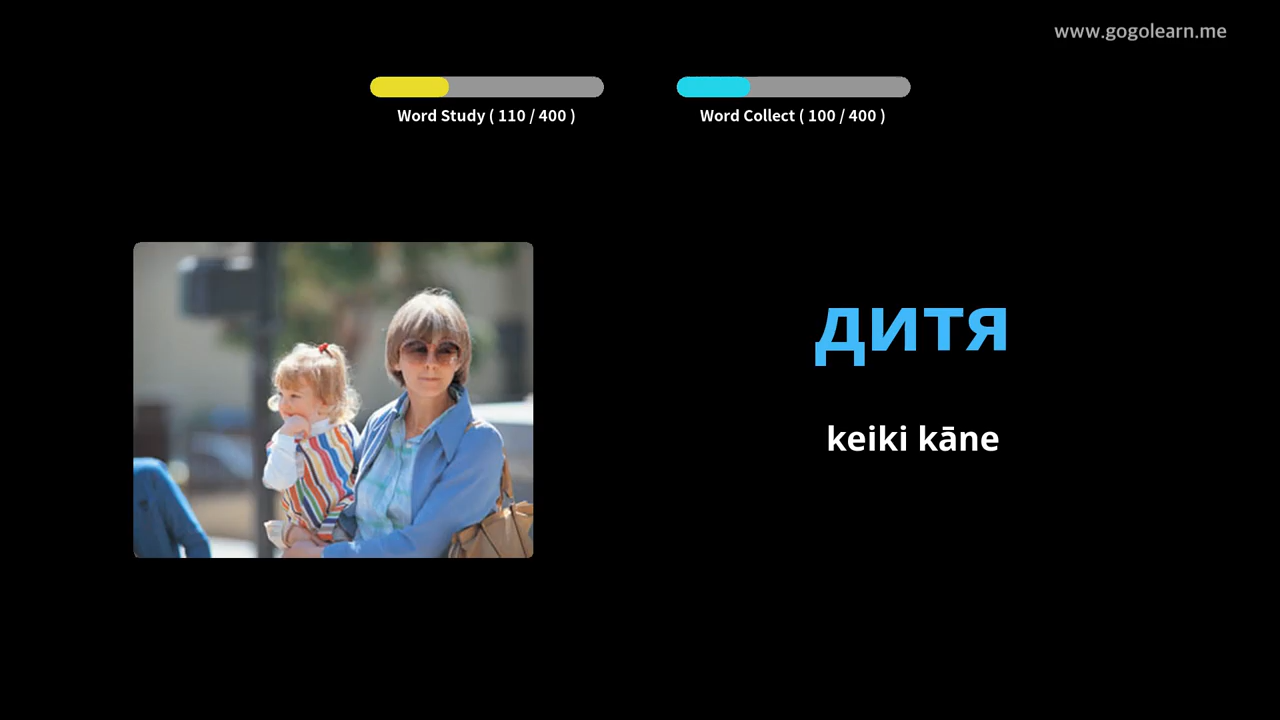 www.gogolearn.me
Word Study ( 110 / 400 )
Word Collect ( 100 / 400 )
дитя
keiki kāne